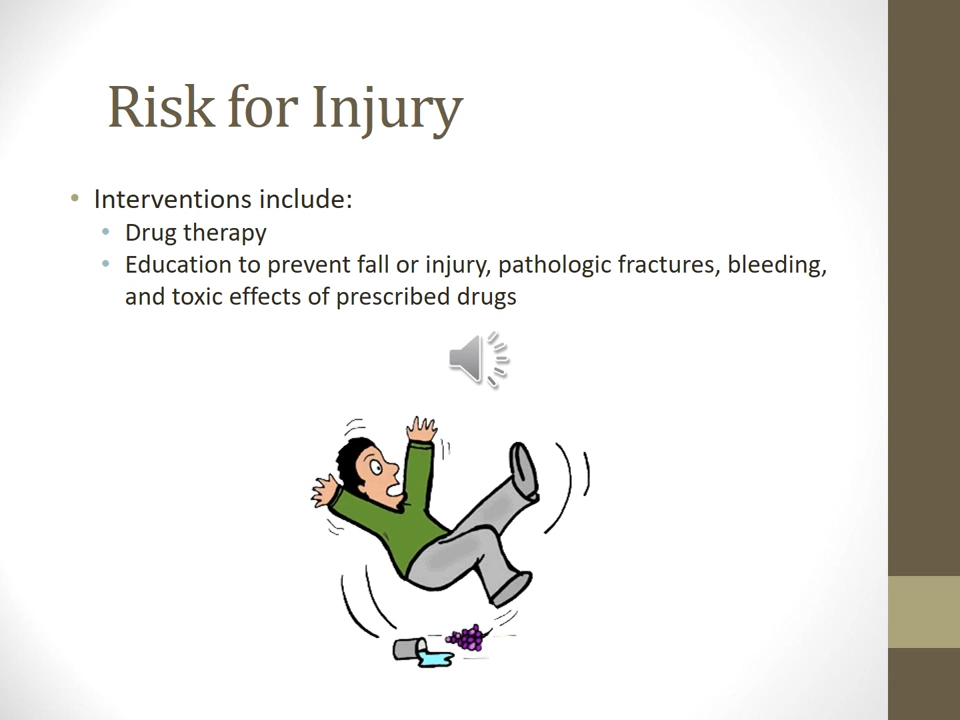 Risk for Injury
• Interventions include:
• Drug therapy
• Education to prevent fall or injury, pathologic fractures, bleeding,
and toxic effects of prescribed drugs